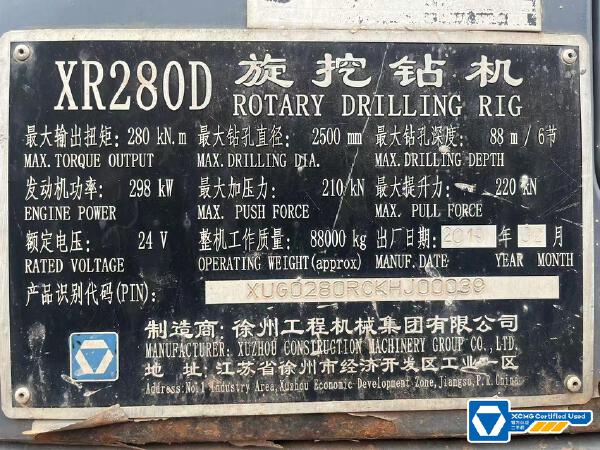 XR280D 旋挖钻机
ROTARY DRILLING RIG
最大输出扭矩: 280 kN.m 最大钻孔直径: 2500 mm 最大钻孔深度: 88 m / 6节
MAX. TORQUE OUTPUT MAX. DRILLING DIA. MAX. DRILLING DEPTH
发动机功率: 298 kW 最大加压力: 210 kN 最大提升力: 220 kN
ENGINE POWER MAX. PUSH FORCE MAX. PULL FORCE
额定电压: 24 V 整机工作质量: 88000 kg 出厂日期: 2019 年 月
RATED VOLTAGE OPERATING WEIGHT(approx) MANUF. DATE YEAR MONTH
产品识别代码(PIN): XUG0280RCKHJ00039
制造商: 徐州工程机械集团有限公司
MANUFACTURER: XUZHOU CONSTRUCTION MACHINERY GROUP CO., LTD.
地 址: 江苏省徐州市经济开发区工业一区
Address:No.1 Industry Area,Xuzhou Economic Development Zone,Jiangsu,P.R.China
XCMG Certified Used